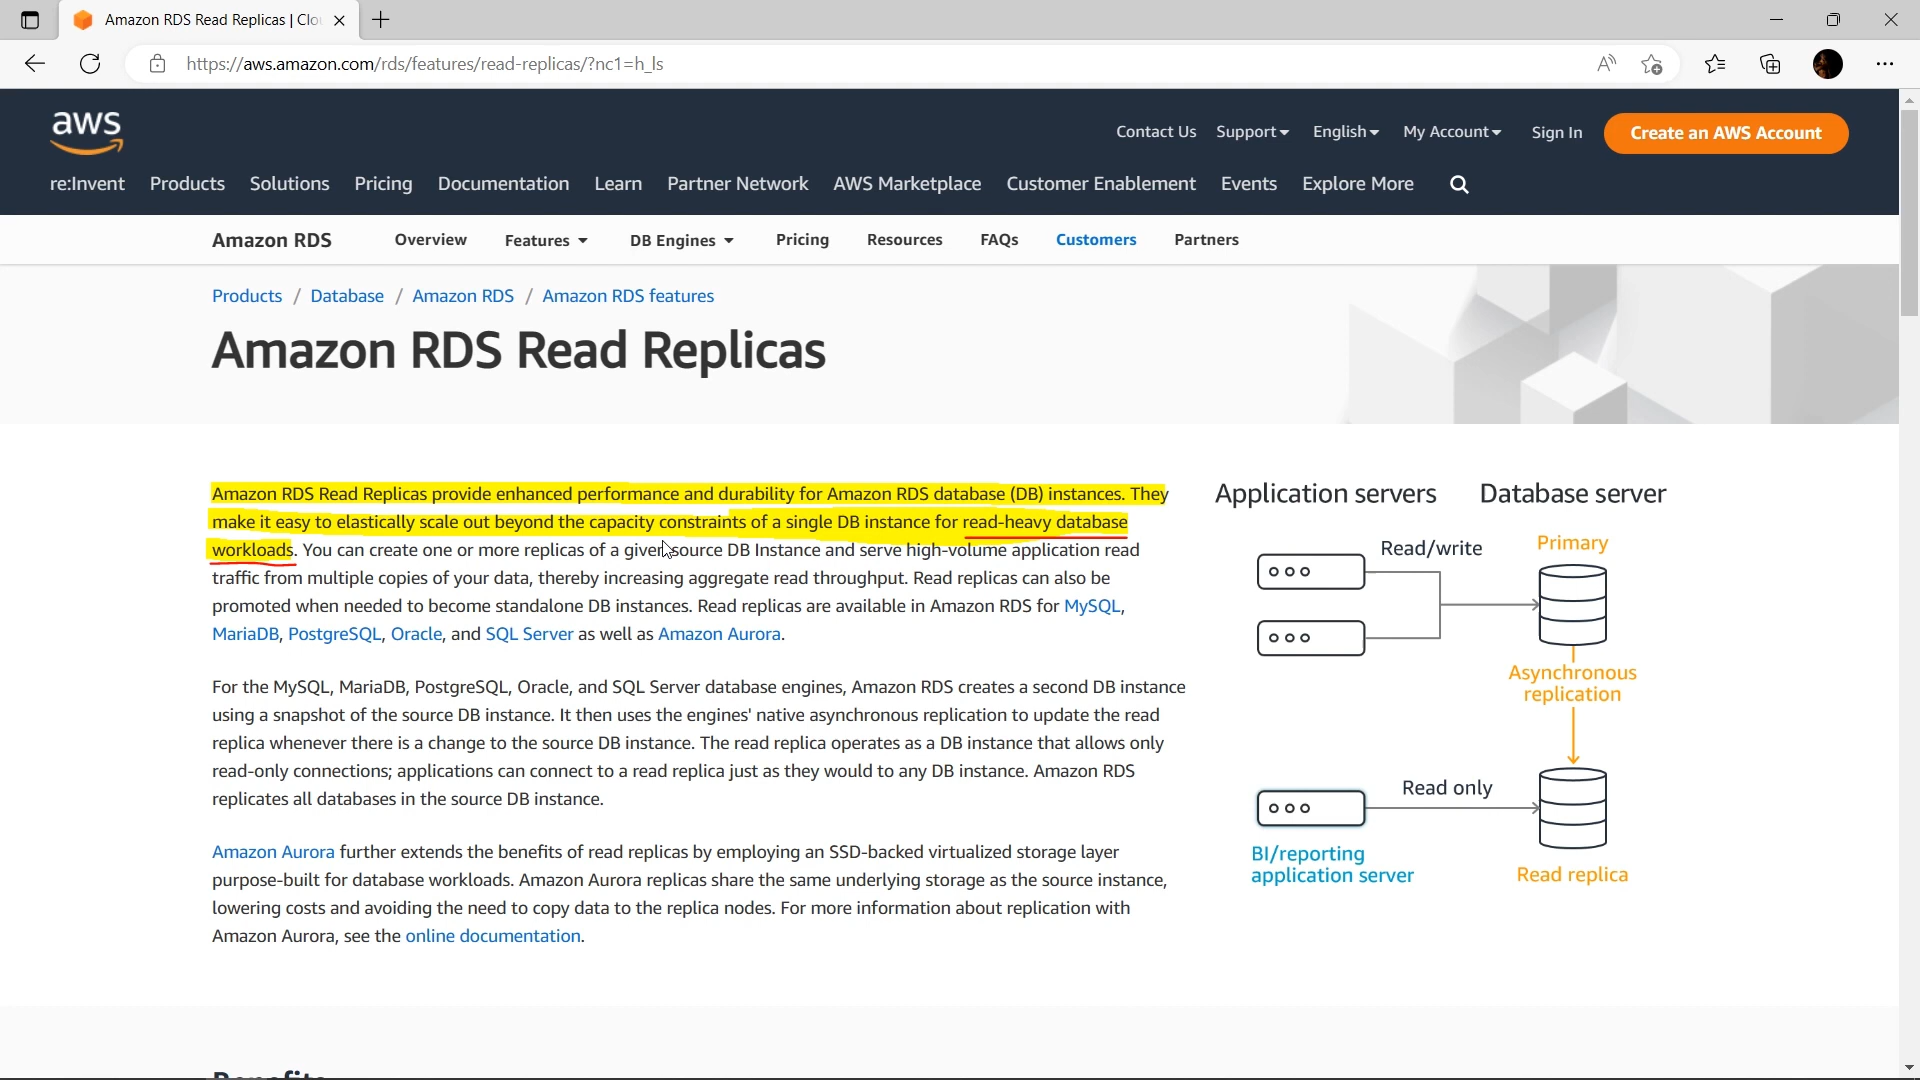 Amazon RDS Read Replicas | Clo
https://aws.amazon.com/rds/features/read-replicas/?nc1=h_ls
aws
Contact Us Support English My Account Sign In Create an AWS Account
re:Invent Products Solutions Pricing Documentation Learn Partner Network AWS Marketplace Customer Enablement Events Explore More
Amazon RDS Overview Features DB Engines Pricing Resources FAQs Customers Partners
Products / Database / Amazon RDS / Amazon RDS features
Amazon RDS Read Replicas
Amazon RDS Read Replicas provide enhanced performance and durability for Amazon RDS database (DB) instances. They
make it easy to elastically scale out beyond the capacity constraints of a single DB instance for read-heavy database
workloads. You can create one or more replicas of a given source DB Instance and serve high-volume application read
traffic from multiple copies of your data, thereby increasing aggregate read throughput. Read replicas can also be
promoted when needed to become standalone DB instances. Read replicas are available in Amazon RDS for MySQL,
MariaDB, PostgreSQL, Oracle, and SQL Server as well as Amazon Aurora.
For the MySQL, MariaDB, PostgreSQL, Oracle, and SQL Server database engines, Amazon RDS creates a second DB instance
using a snapshot of the source DB instance. It then uses the engines' native asynchronous replication to update the read
replica whenever there is a change to the source DB instance. The read replica operates as a DB instance that allows only
read-only connections; applications can connect to a read replica just as they would to any DB instance. Amazon RDS
replicates all databases in the source DB instance.
Amazon Aurora further extends the benefits of read replicas by employing an SSD-backed virtualized storage layer
purpose-built for database workloads. Amazon Aurora replicas share the same underlying storage as the source instance,
lowering costs and avoiding the need to copy data to the replica nodes. For more information about replication with
Amazon Aurora, see the online documentation.
Application servers Database server
Read/write
Primary
Asynchronous
replication
Read only
BI/reporting
application server
Read replica
Benefits